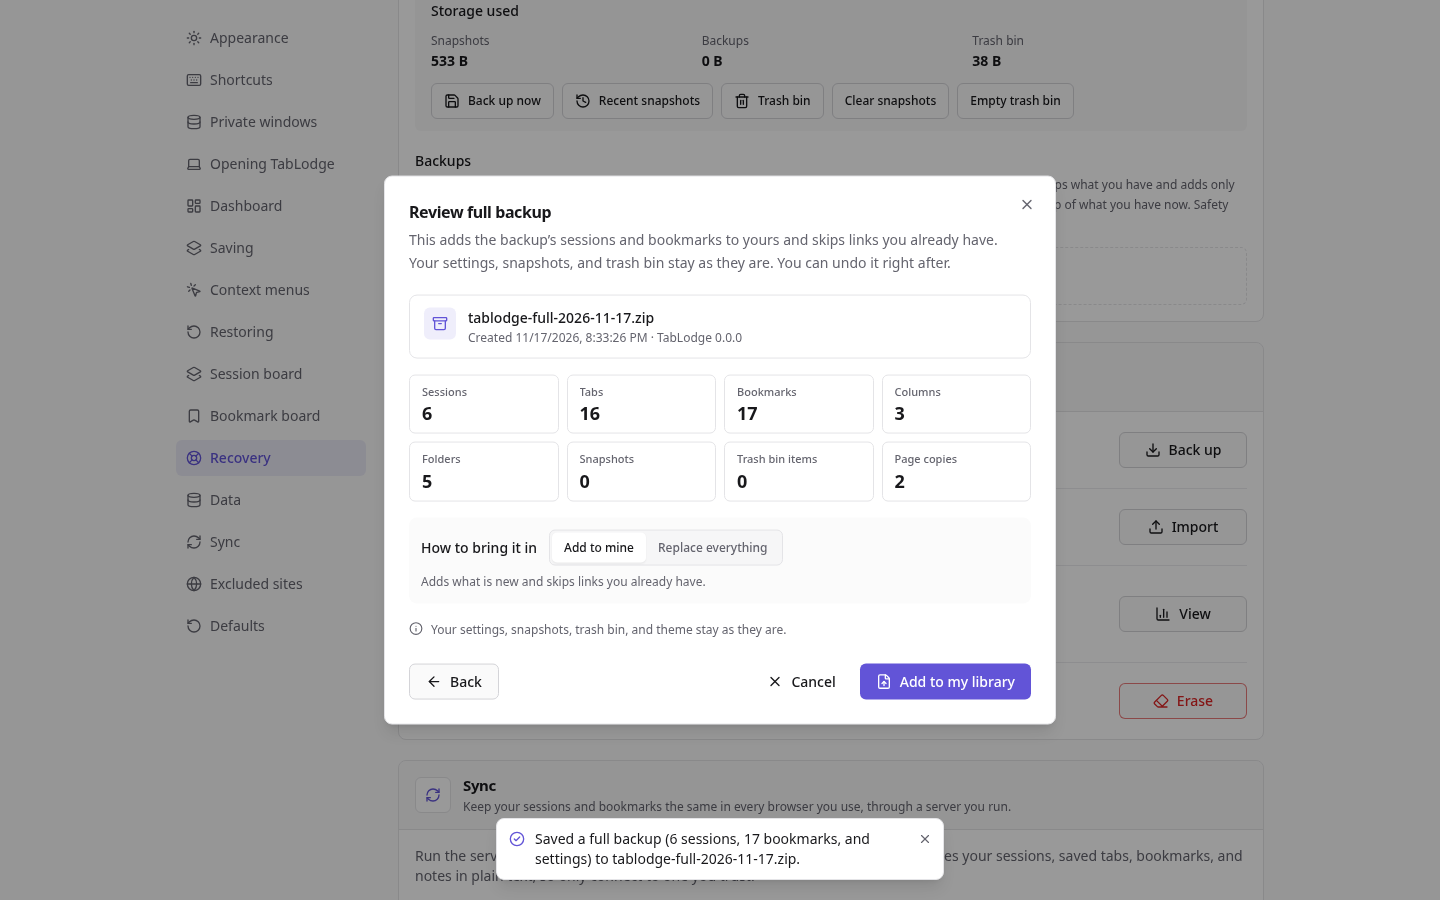 Storage used
Snapshots
Backups
Trash bin
533 B
0 B
38 B
Back up now
Recent snapshots
Trash bin
Clear snapshots
Empty trash bin
Appearance
Shortcuts
Private windows
Opening TabLodge
Dashboard
Saving
Context menus
Restoring
Session board
Bookmark board
Recovery
Data
Sync
Excluded sites
Defaults
Backups
what you have and adds only
of what you have now. Safety
Review full backup
This adds the backup’s sessions and bookmarks to yours and skips links you already have.
Your settings, snapshots, and trash bin stay as they are. You can undo it right after.
tablodge-full-2026-11-17.zip
Created 11/17/2026, 8:33:26 PM · TabLodge 0.0.0
Sessions
6
Tabs
16
Bookmarks
17
Columns
3
Folders
5
Snapshots
0
Trash bin items
0
Page copies
2
How to bring it in
Add to mine
Replace everything
Adds what is new and skips links you already have.
Your settings, snapshots, trash bin, and theme stay as they are.
Back
Cancel
Add to my library
Back up
Import
View
Erase
Sync
Keep your sessions and bookmarks the same in every browser you use, through a server you run.
Run the
your sessions, saved tabs, bookmarks, and
notes in plain
Saved a full backup (6 sessions, 17 bookmarks, and
settings) to tablodge-full-2026-11-17.zip.